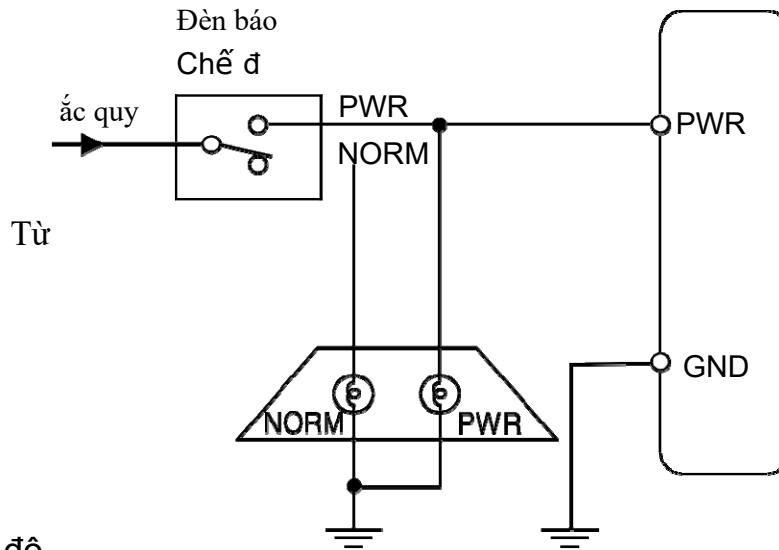 Đèn báo
Chế đ
ắc quy
PWR
PWR
NORM
Từ
GND
NORM
PWR
độ